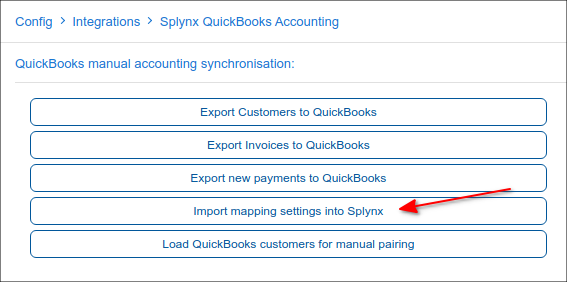 Config > Integrations > Splynx QuickBooks Accounting
QuickBooks manual accounting synchronisation:
Export Customers to QuickBooks
Export Invoices to QuickBooks
Export new payments to QuickBooks
Import mapping settings into Splynx
Load QuickBooks customers for manual pairing